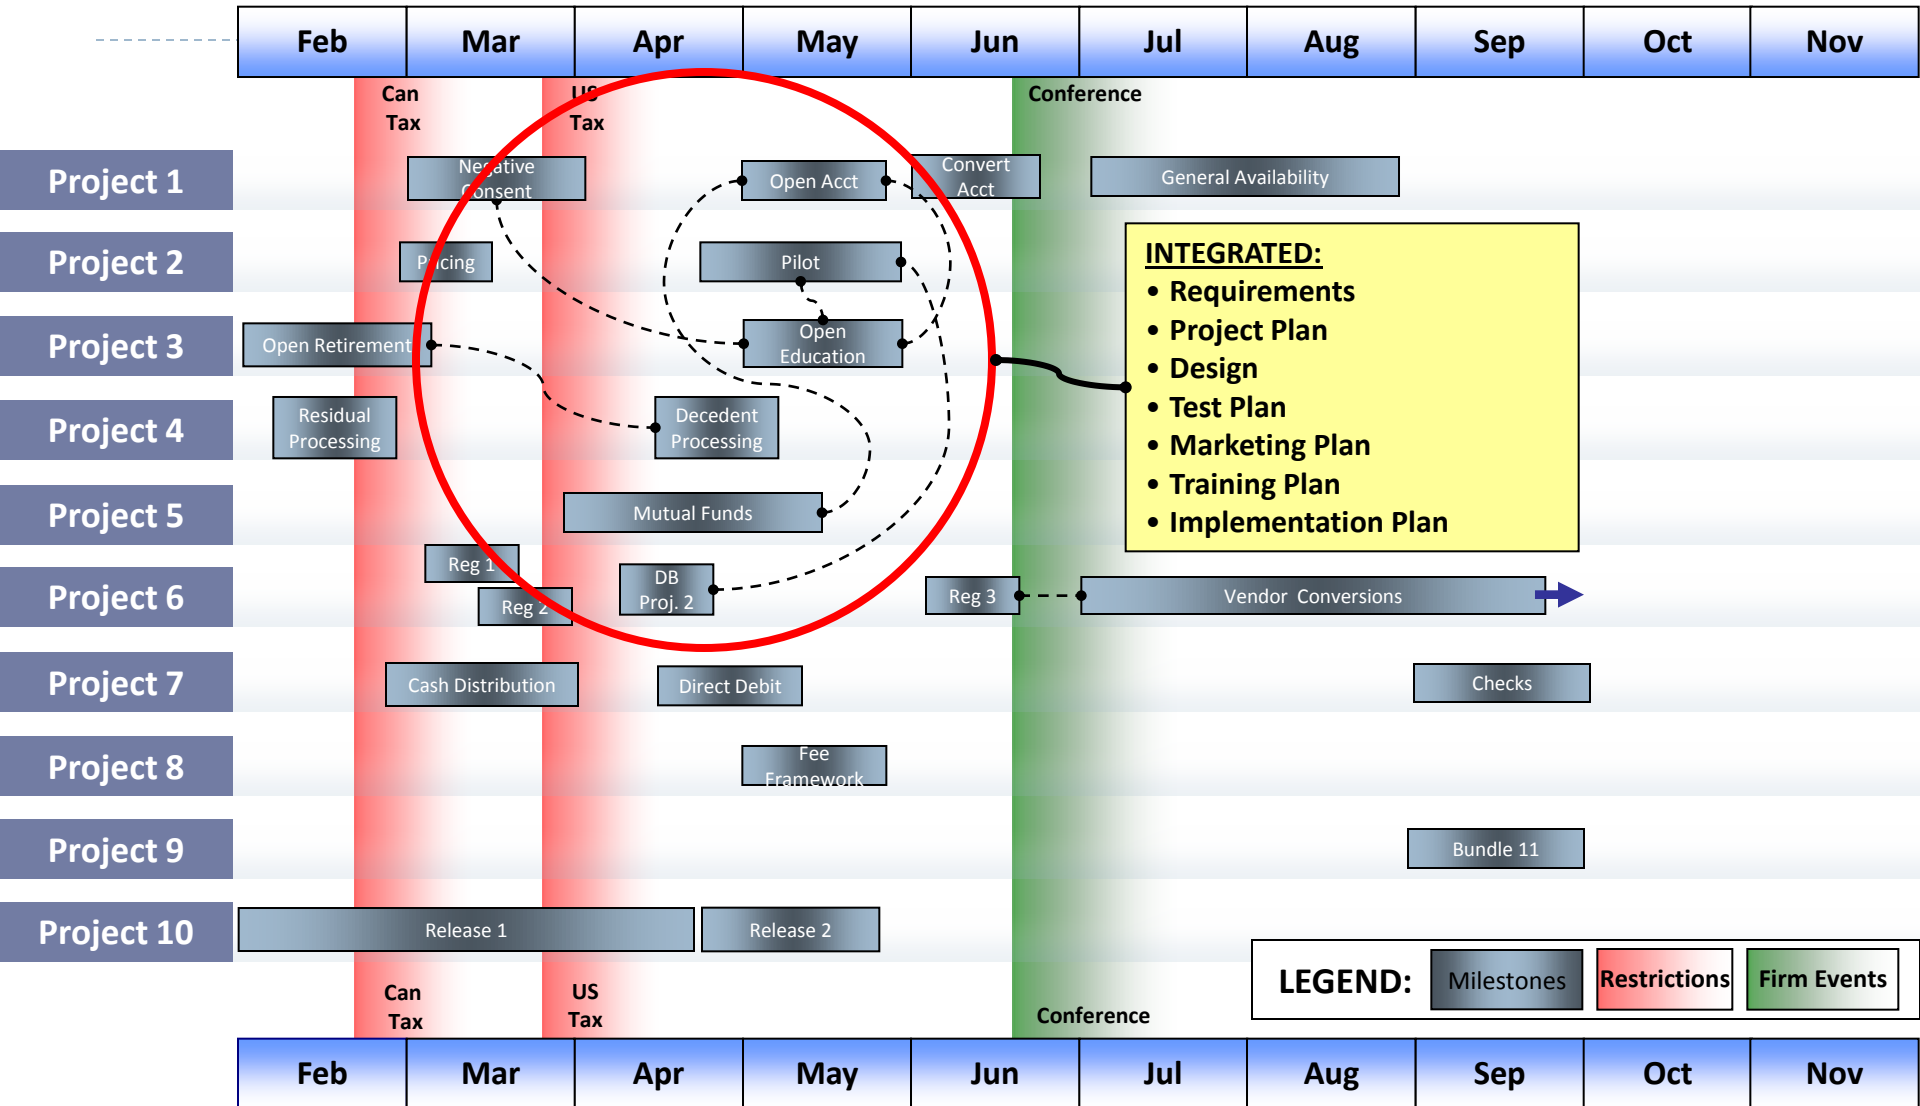 Feb Mar Apr May Jun Jul Aug Sep Oct Nov
Can
Tax
US
Tax
Conference
Project 1
Negative
Consent
Open Acct
Convert
Acct
General Availability
Project 2
Pricing
Pilot
Project 3
Open Retirement
Open
Education
Project 4
Residual
Processing
Decedent
Processing
Project 5
Mutual Funds
Project 6
Reg 1
Reg 2
DB
Proj. 2
Reg 3
Vendor Conversions
Project 7
Cash Distribution
Direct Debit
Checks
Project 8
Fee
Framework
Project 9
Bundle 11
Project 10
Release 1
Release 2
INTEGRATED:
• Requirements
• Project Plan
• Design
• Test Plan
• Marketing Plan
• Training Plan
• Implementation Plan
LEGEND:
Milestones
Restrictions
Firm Events
Can
Tax
US
Tax
Conference
Feb Mar Apr May Jun Jul Aug Sep Oct Nov